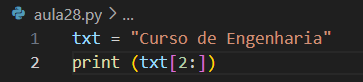 aula28.py > ...
1 txt = "Curso de Engenharia"
2 print (txt[2:])